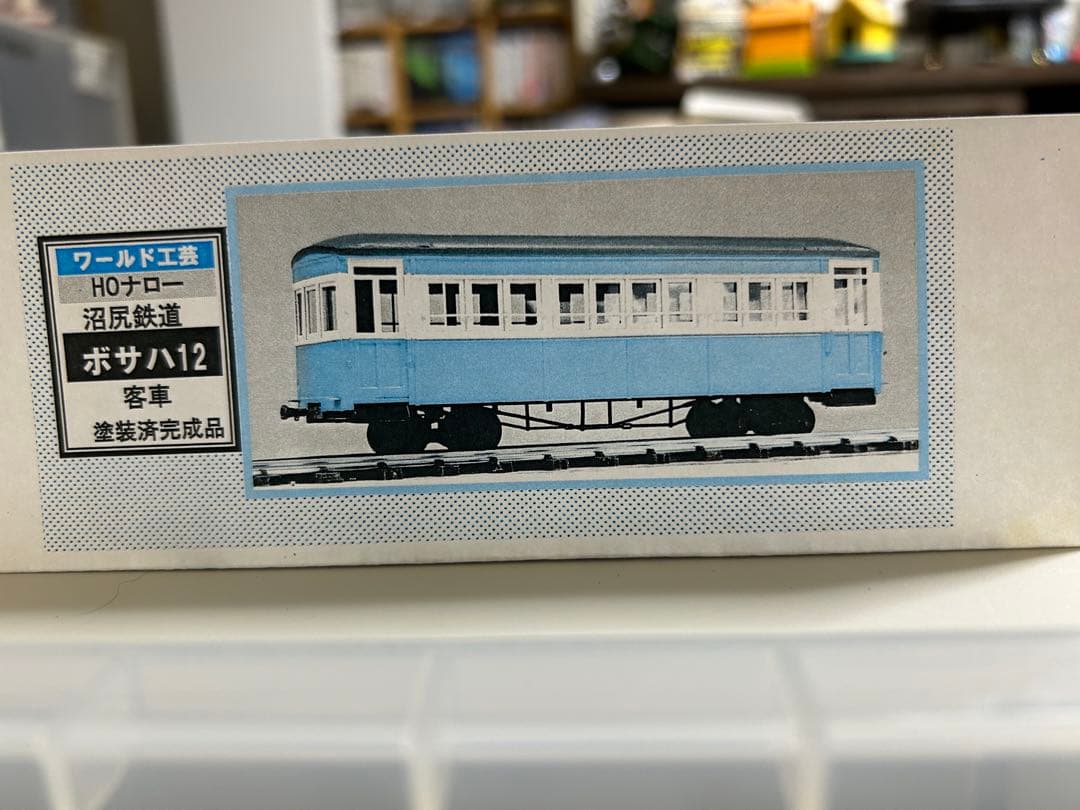 ワールド工芸
HOナロー
沼尻鉄道
ボサハ12
客車
塗装済完成品